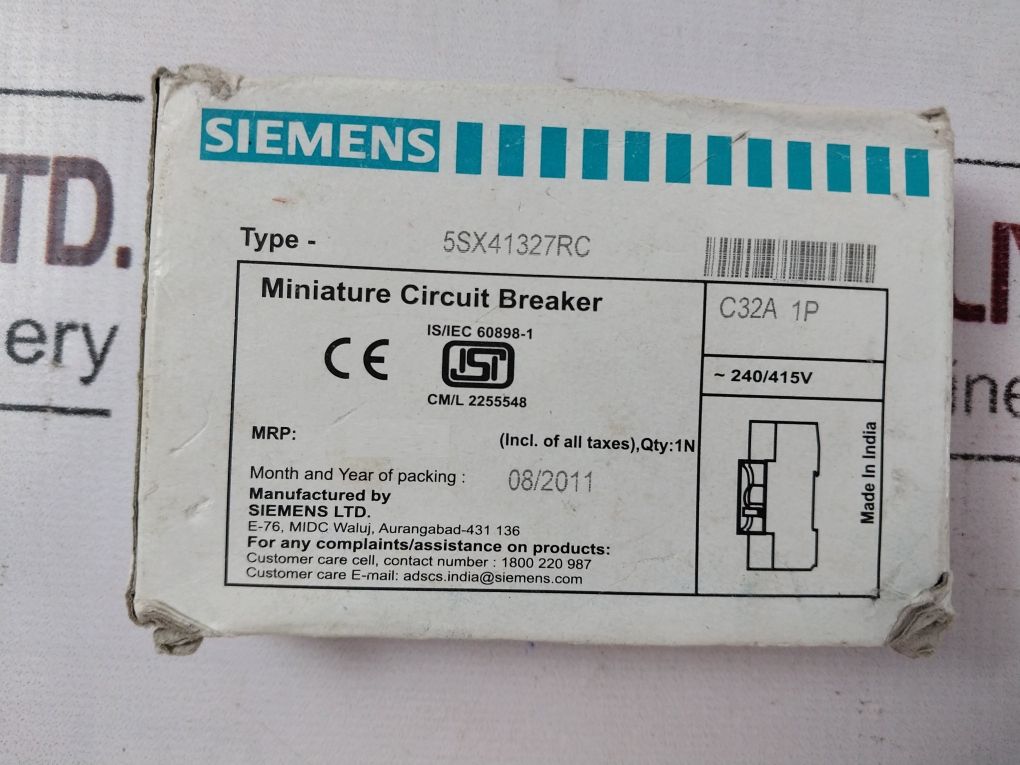 SIEMENS
Type - 5SX41327RC
Miniature Circuit Breaker
C32A 1P
IS/IEC 60898-1
CE
ISI
~ 240/415V
CM/L 2255548
MRP: (Incl. of all taxes),Qty:1N
Month and Year of packing : 08/2011
Manufactured by
SIEMENS LTD.
E-76, MIDC Waluj, Aurangabad-431 136
For any complaints/assistance on products:
Customer care cell, contact number : 1800 220 987
Customer care E-mail: adscs.india@siemens.com
Made In India
TD.
ery